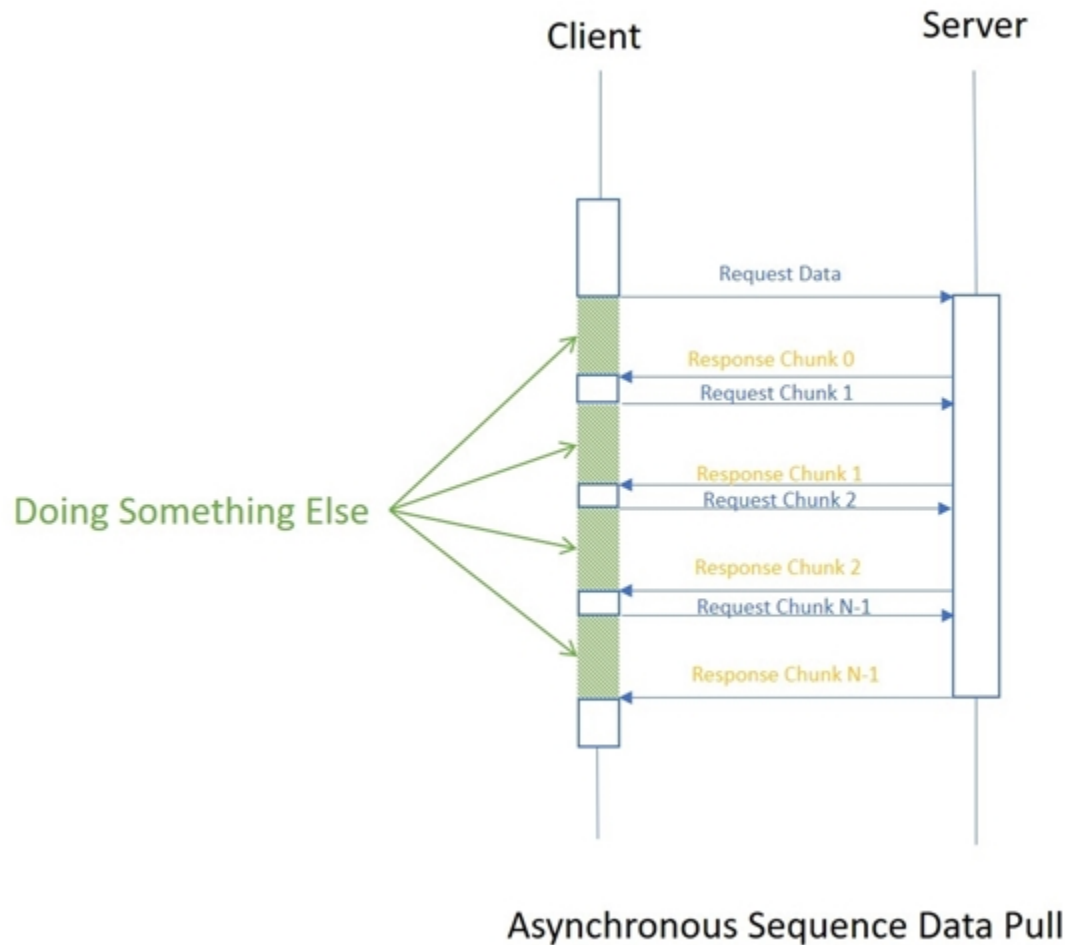 Client
Server
Request Data
Response Chunk 0
Request Chunk 1
Response Chunk 1
Request Chunk 2
Doing Something Else
Response Chunk 2
Request Chunk N-1
Response Chunk N-1
Asynchronous Sequence Data Pull